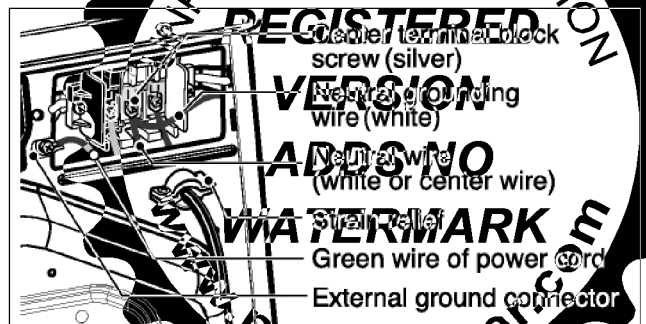 REGISTERED
Center terminal block
screw (silver)
VERSION
Neutral grounding
wire (white)
ADDS NO
Neutral wire
(white or center wire)
WATERMARK
Strain relief
Green wire of power cord
External ground connector